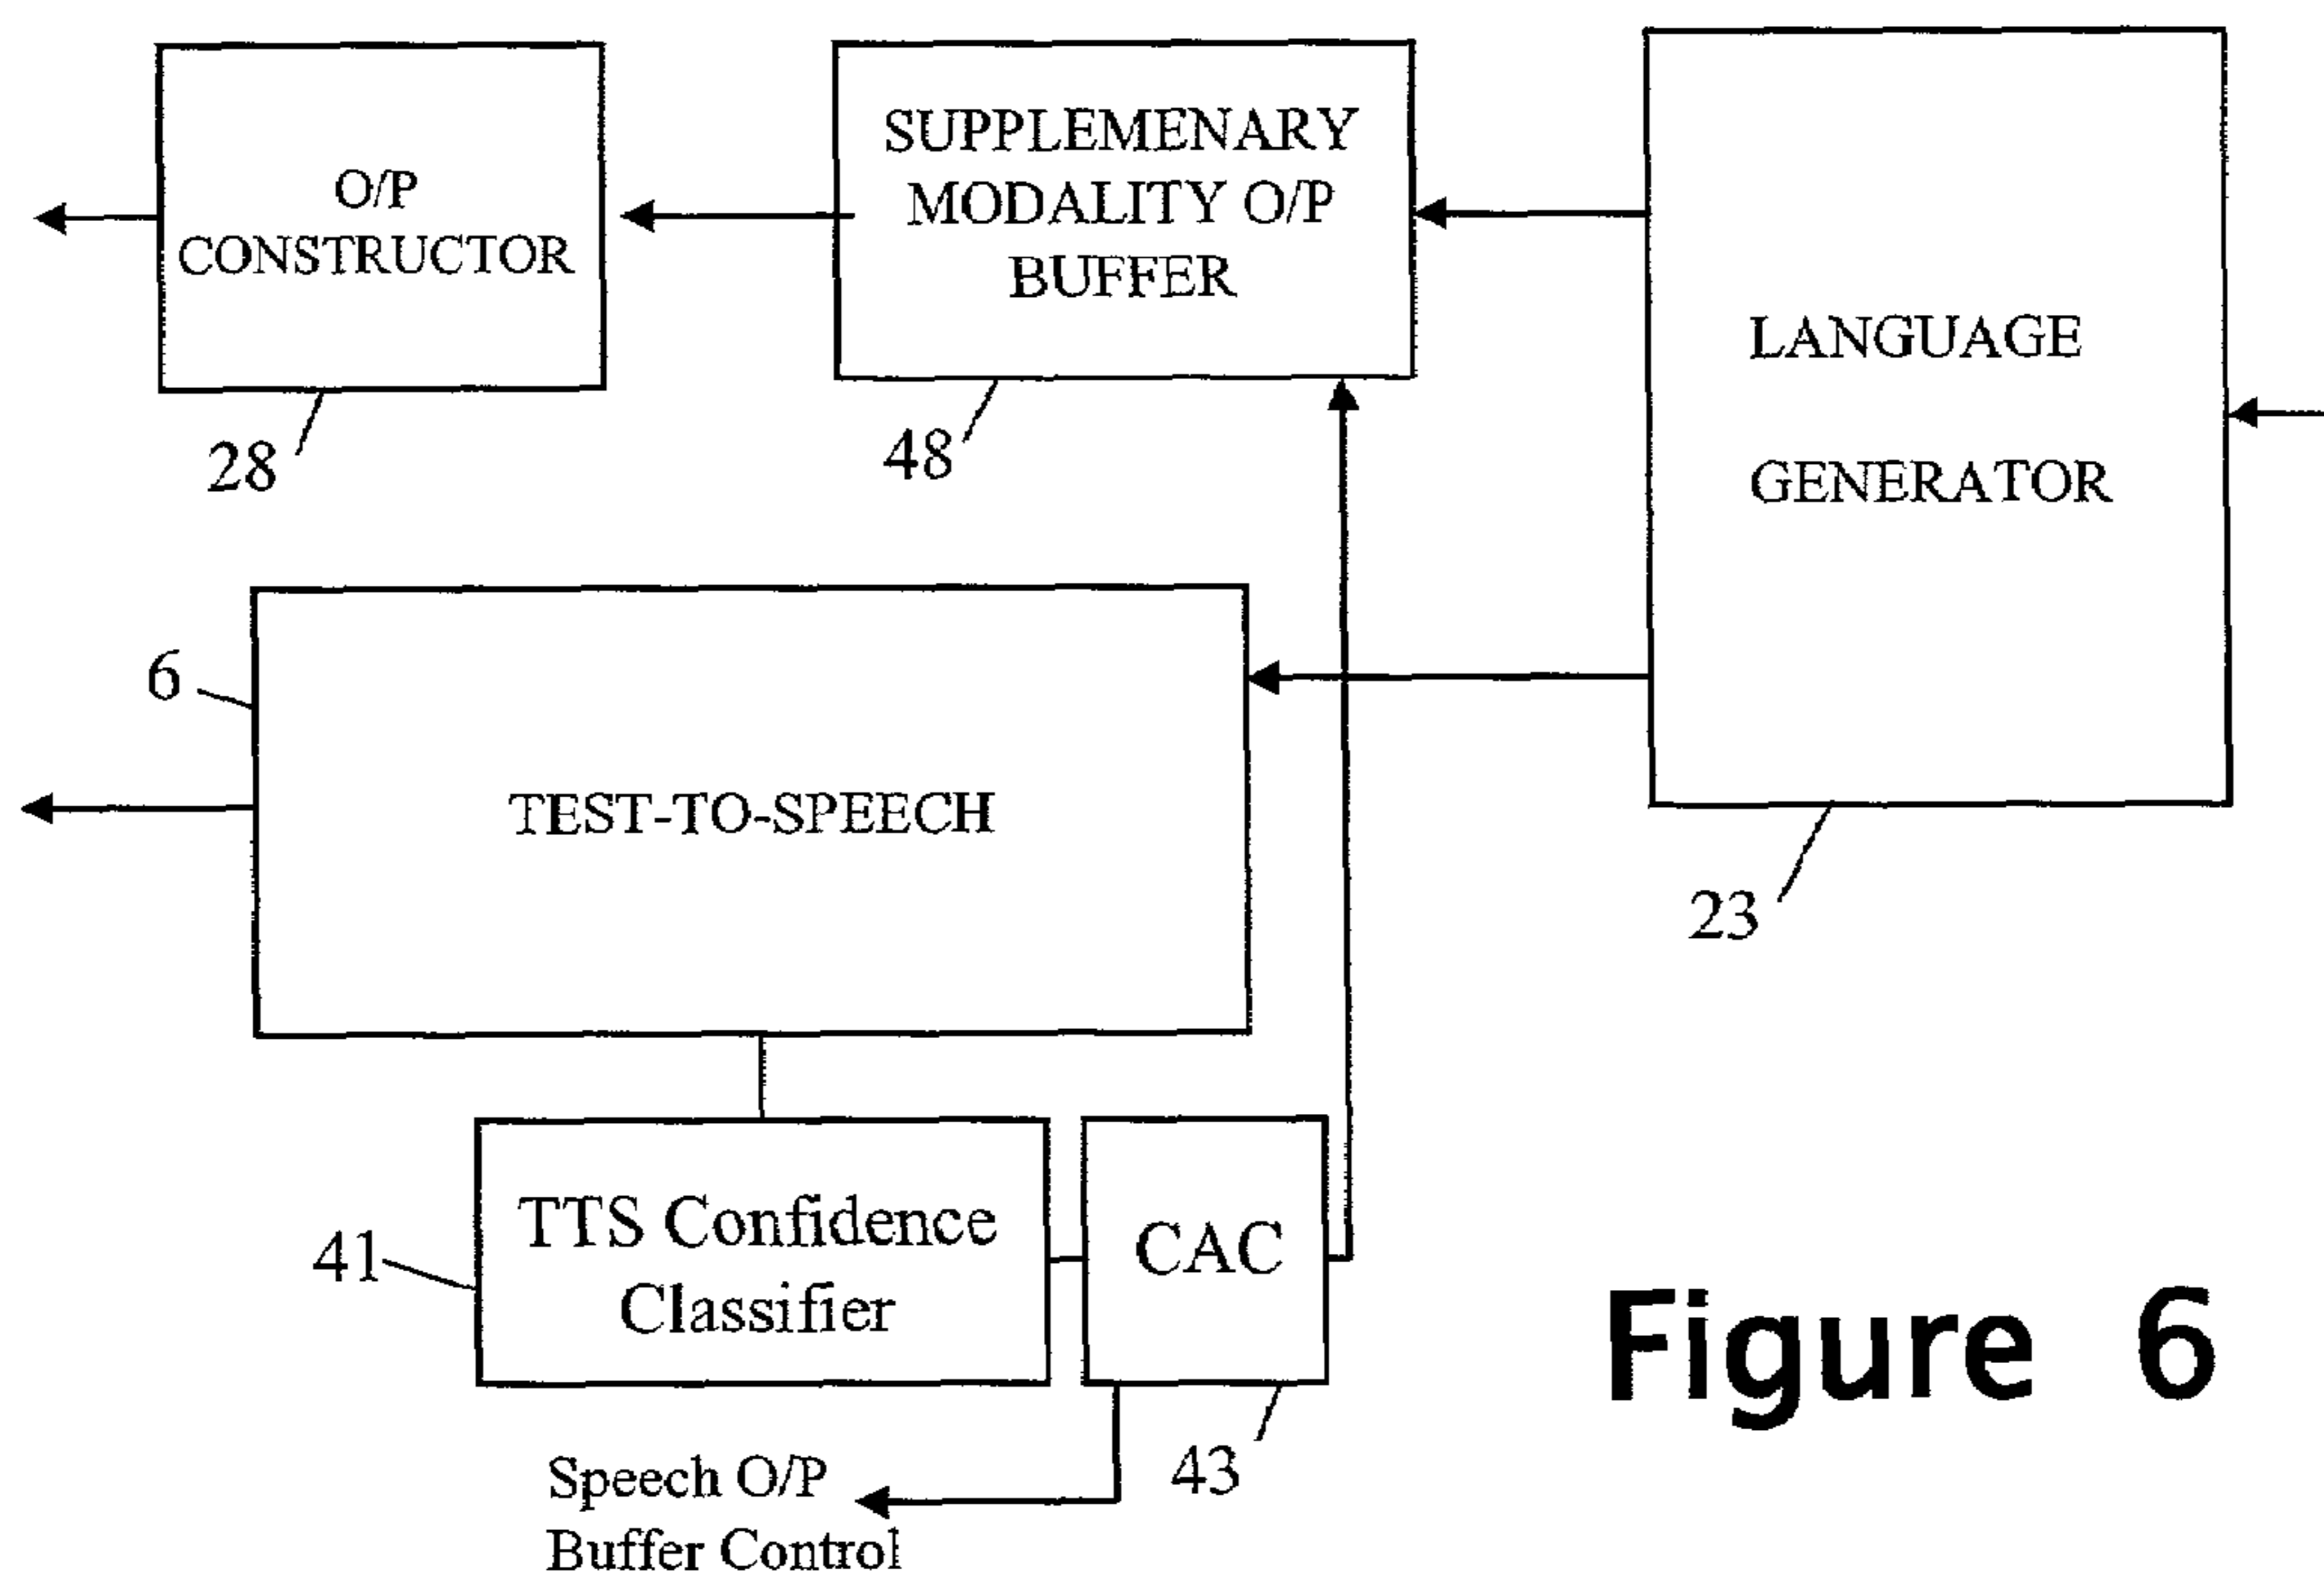 O/P
CONSTRUCTOR
28
SUPPLEMENARY
MODALITY O/P
BUFFER
48
LANGUAGE
GENERATOR
23
6
TEST-TO-SPEECH
41
TTS Confidence
Classifier
CAC
43
Speech O/P
Buffer Control
Figure 6